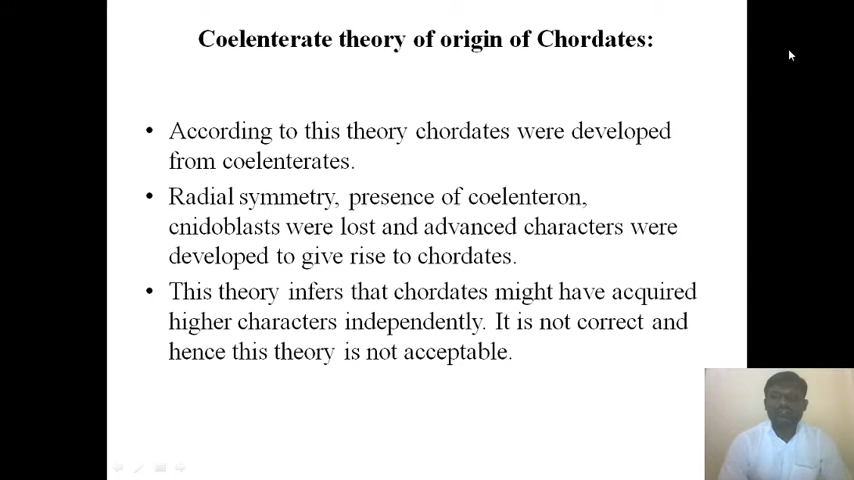 Coelenterate theory of origin of Chordates:
• According to this theory chordates were developed
from coelenterates.
• Radial symmetry, presence of coelenteron,
cnidoblasts were lost and advanced characters were
developed to give rise to chordates.
• This theory infers that chordates might have acquired
higher characters independently. It is not correct and
hence this theory is not acceptable.